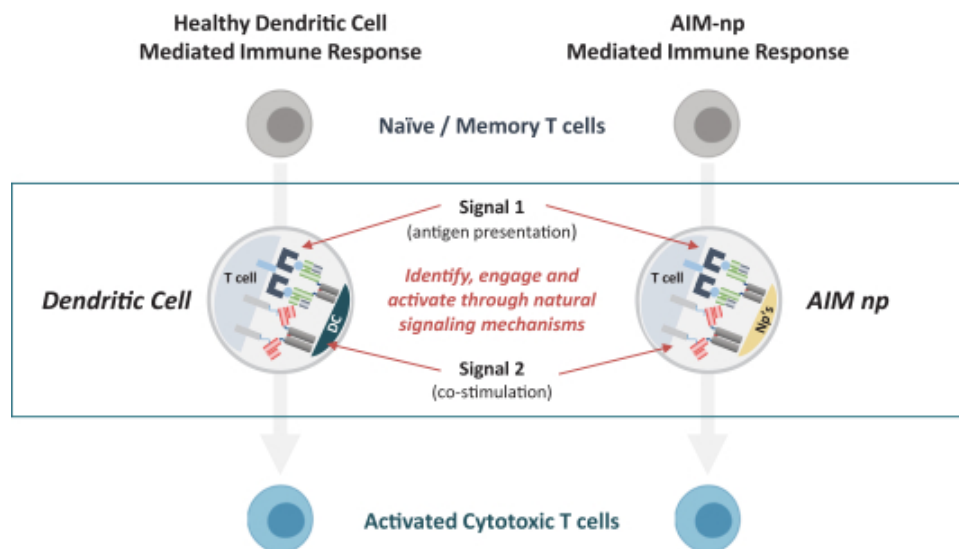 Healthy Dendritic Cell
Mediated Immune Response
AIM-np
Mediated Immune Response
Naïve / Memory T cells
Signal 1
(antigen presentation)
T cell
DC
Dendritic Cell
Identify, engage and
activate through natural
signaling mechanisms
T cell
Np's
AIM np
Signal 2
(co-stimulation)
Activated Cytotoxic T cells